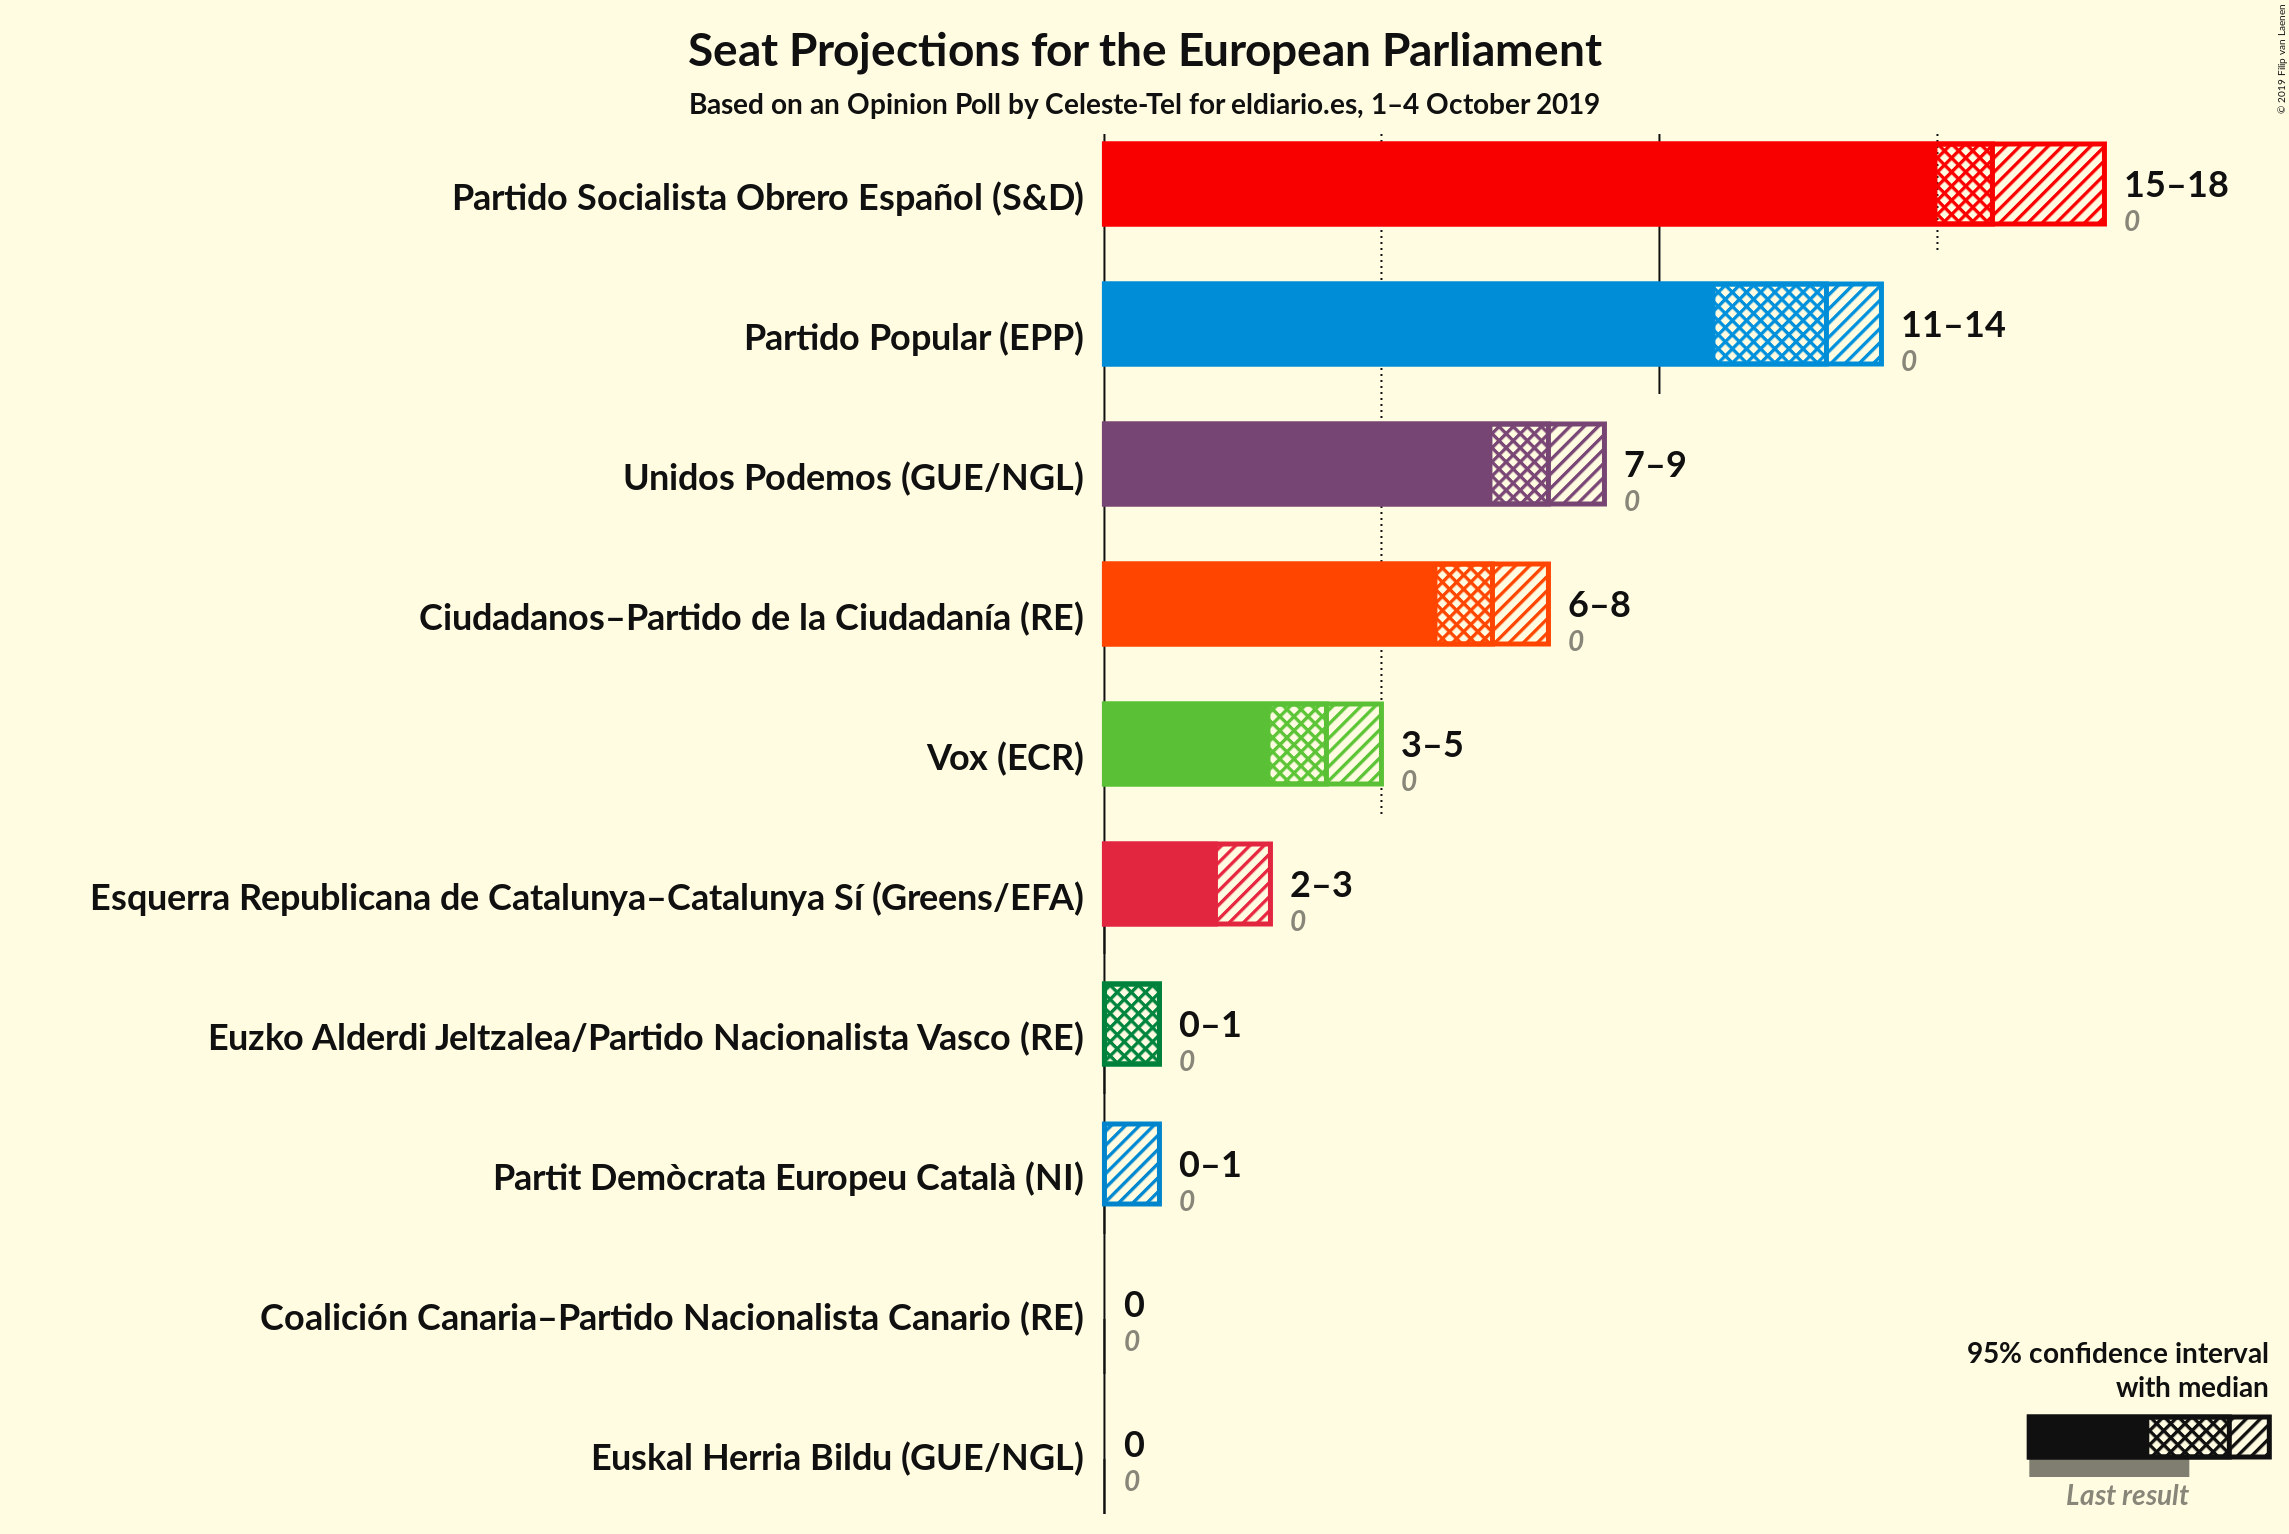 Seat Projections for the European Parliament
Based on an Opinion Poll by Celeste-Tel for eldiario.es, 1–4 October 2019
© 2019 Filip van Laenen
Partido Socialista Obrero Español (S&D)
15–18
0
Partido Popular (EPP)
11–14
0
Unidos Podemos (GUE/NGL)
7–9
0
Ciudadanos–Partido de la Ciudadanía (RE)
6–8
0
Vox (ECR)
3–5
0
Esquerra Republicana de Catalunya–Catalunya Sí (Greens/EFA)
2–3
0
Euzko Alderdi Jeltzalea/Partido Nacionalista Vasco (RE)
0–1
0
Partit Demòcrata Europeu Català (NI)
0–1
0
Coalición Canaria–Partido Nacionalista Canario (RE)
0
0
Euskal Herria Bildu (GUE/NGL)
0
0
95% confidence interval
with median
Last result